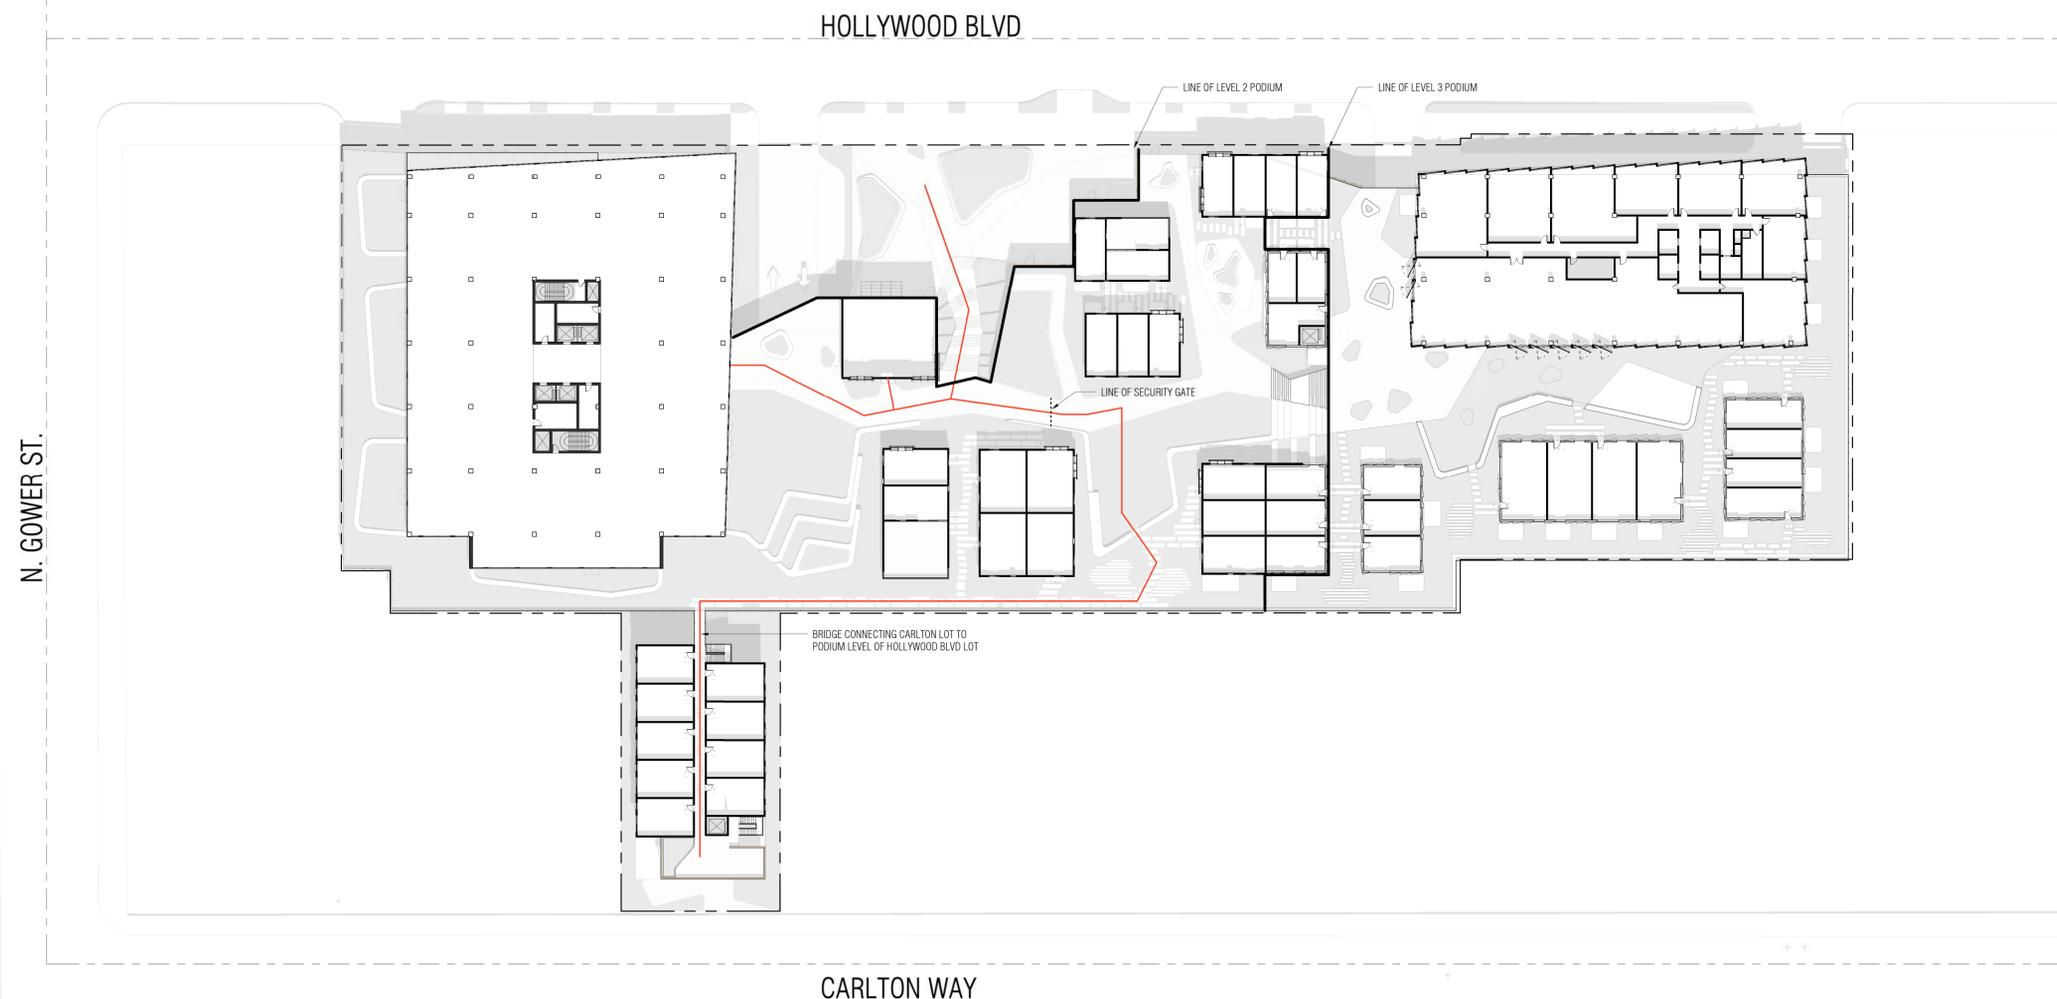 HOLLYWOOD BLVD
LINE OF LEVEL 2 PODIUM
LINE OF LEVEL 3 PODIUM
LINE OF SECURITY GATE
N. GOWER ST.
BRIDGE CONNECTING CARLTON LOT TO
PODIUM LEVEL OF HOLLYWOOD BLVD LOT
CARLTON WAY